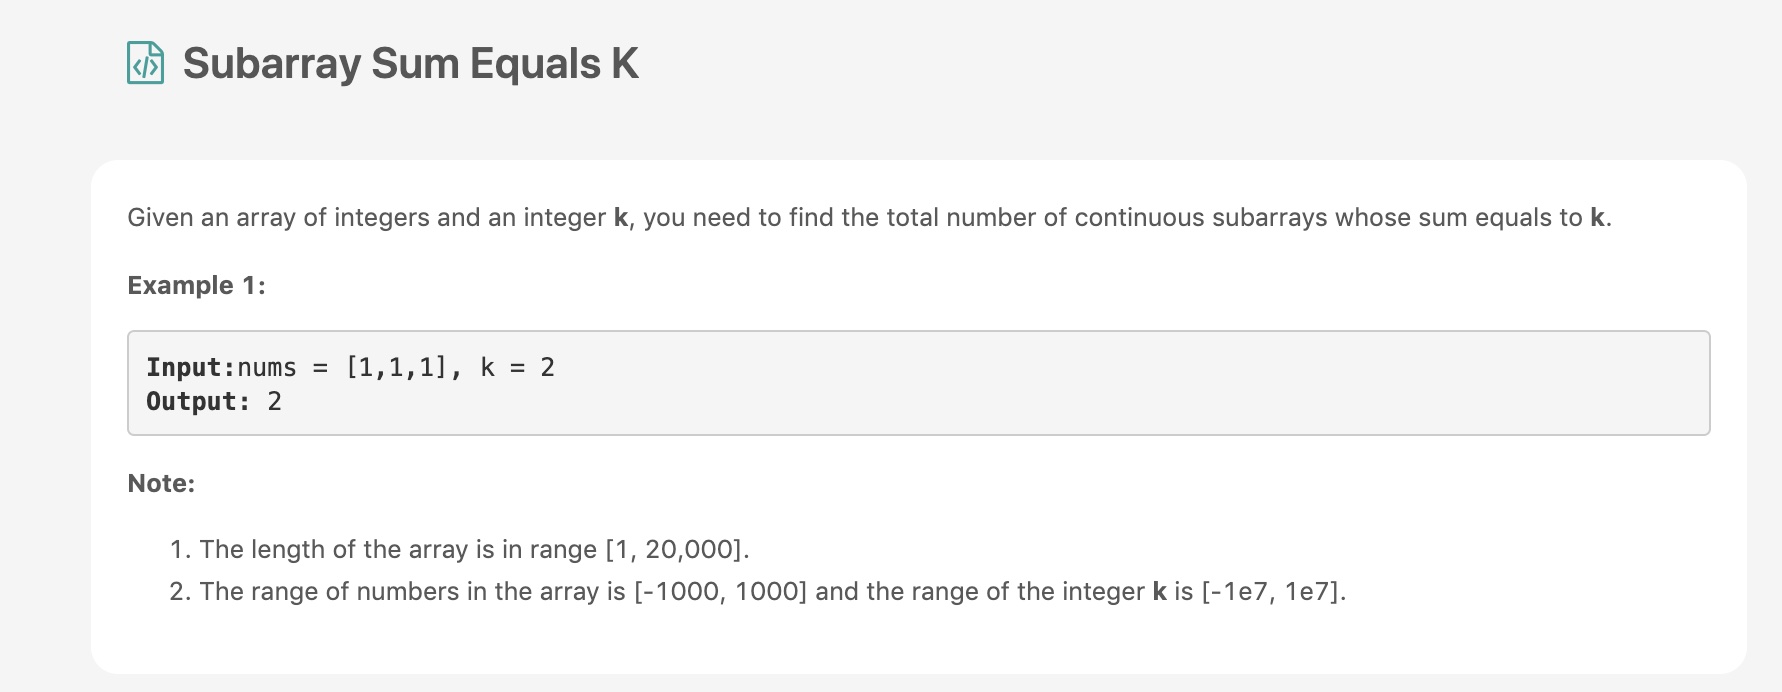 </> Subarray Sum Equals K
Given an array of integers and an integer k, you need to find the total number of continuous subarrays whose sum equals to k.
Example 1:
Input:nums = [1,1,1], k = 2
Output: 2
Note:
1. The length of the array is in range [1, 20,000].
2. The range of numbers in the array is [-1000, 1000] and the range of the integer k is [-1e7, 1e7].